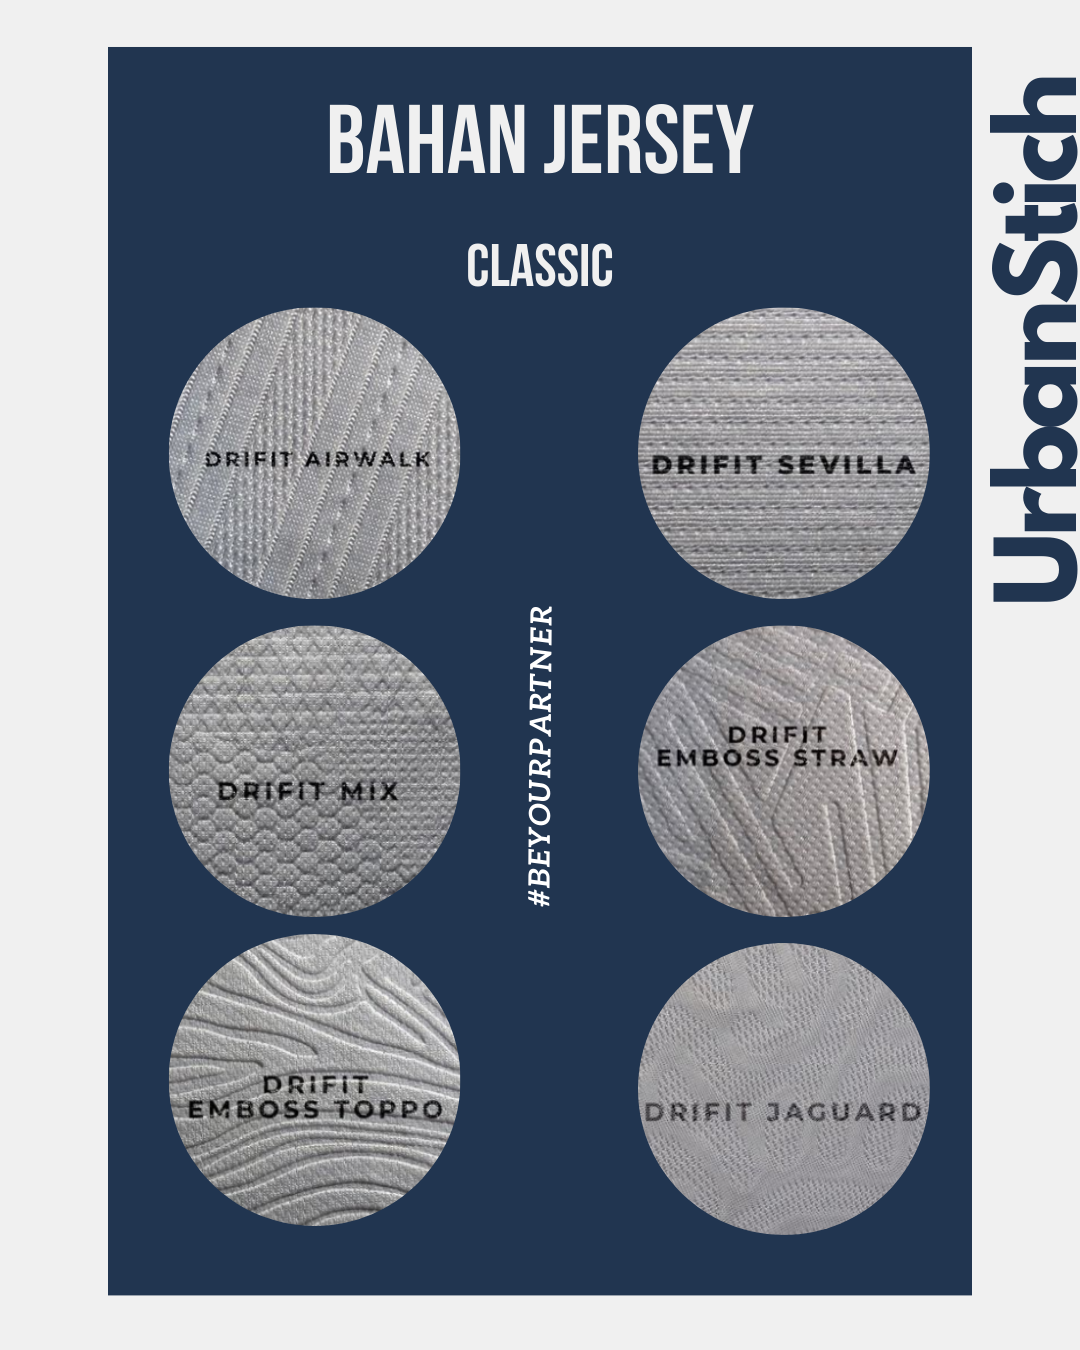 BAHAN JERSEY
CLASSIC
DRIFIT AIRWALK
DRIFIT SEVILLA
DRIFIT MIX
DRIFIT
EMBOSS STRAW
DRIFIT
EMBOSS TOPPO
DRIFIT JAGUARD
#BEYOURPARTNER
UrbanStich